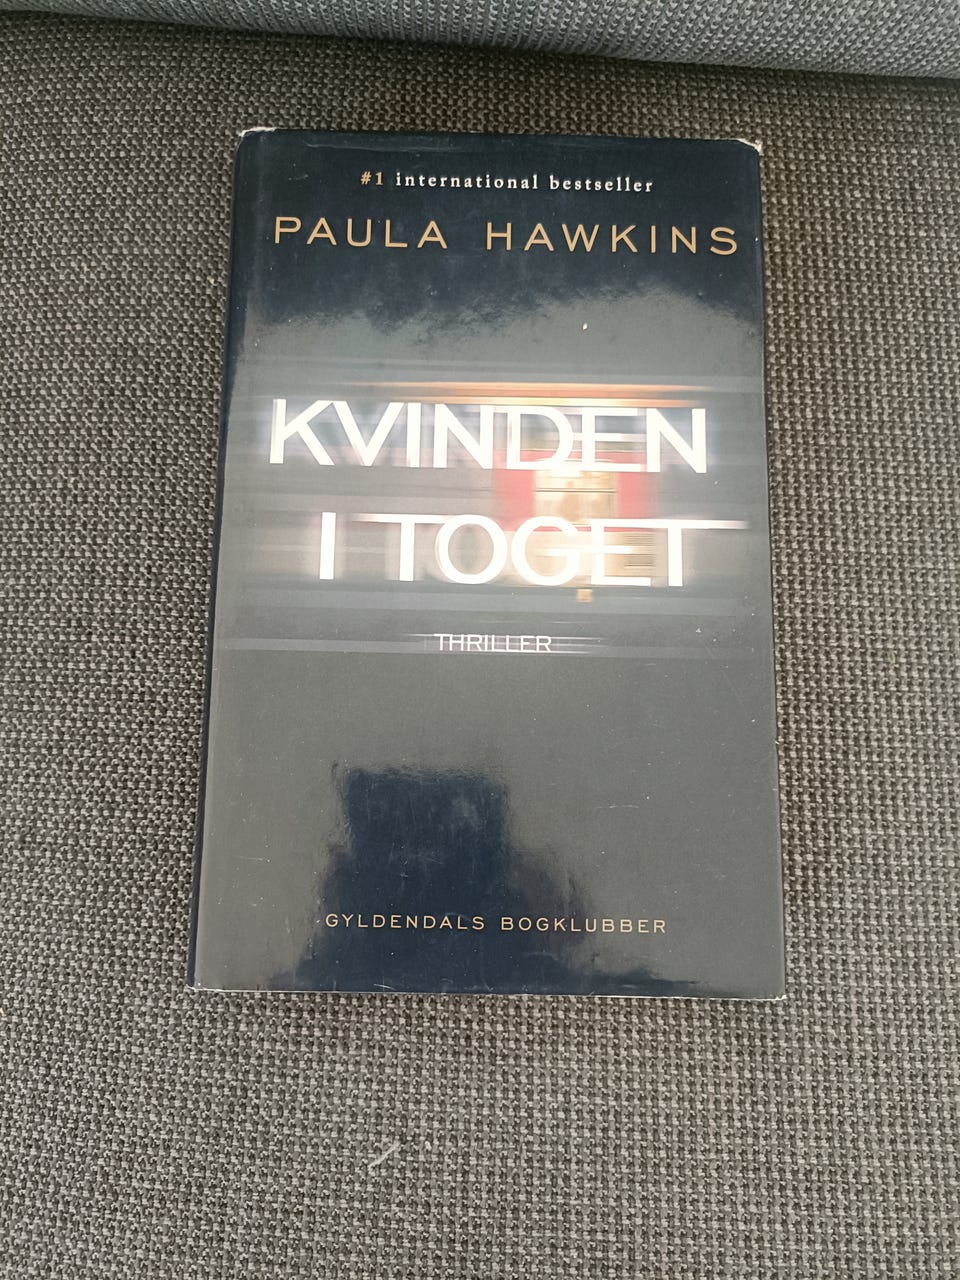 #1 international bestseller
PAULA HAWKINS
KVINDEN
I TOGET
THRILLER
GYLDENDALS BOGKLUBBER